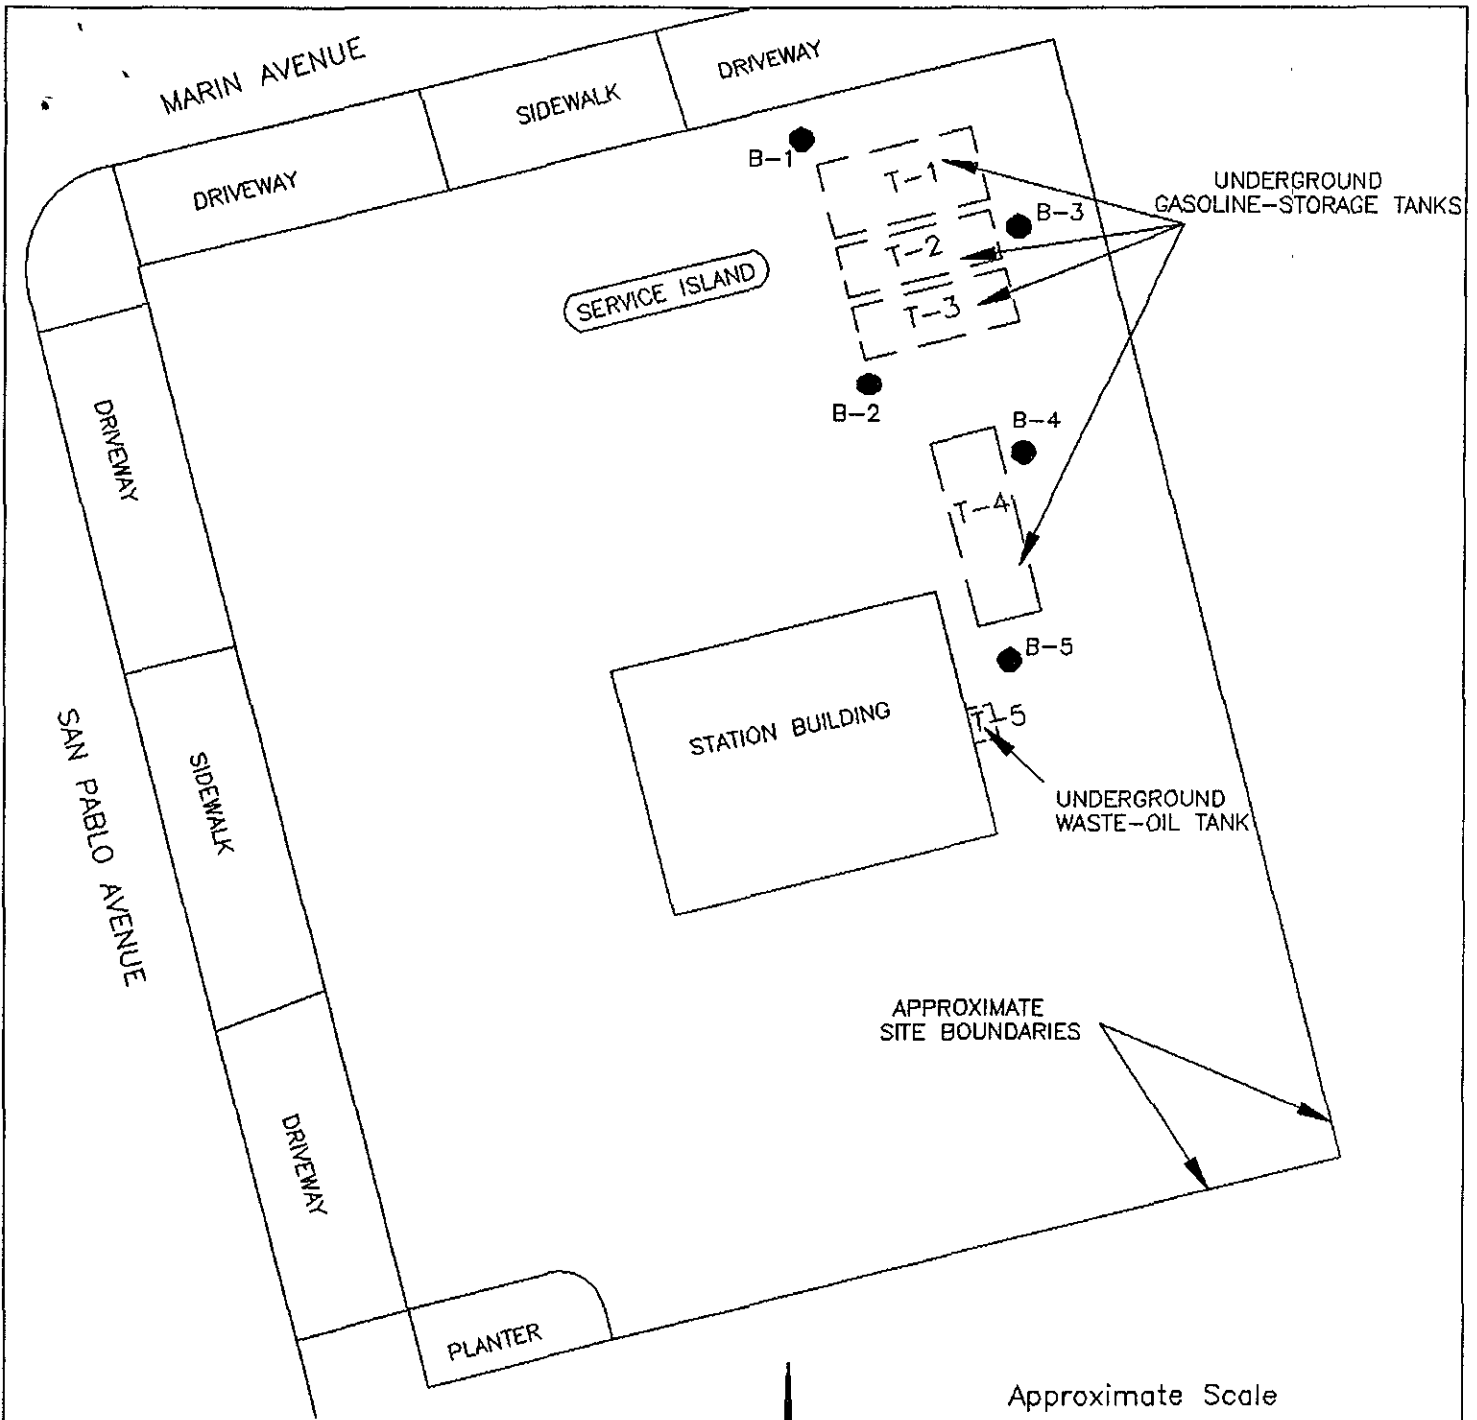 MARIN AVENUE
DRIVEWAY
SIDEWALK
DRIVEWAY
B-1
T-1
UNDERGROUND
GASOLINE-STORAGE TANKS
B-3
T-2
SERVICE ISLAND
T-3
B-2
DRIVEWAY
B-4
T-4
B-5
STATION BUILDING
T-5
SAN PABLO AVENUE
SIDEWALK
UNDERGROUND
WASTE-OIL TANK
APPROXIMATE
SITE BOUNDARIES
DRIVEWAY
PLANTER
Approximate Scale